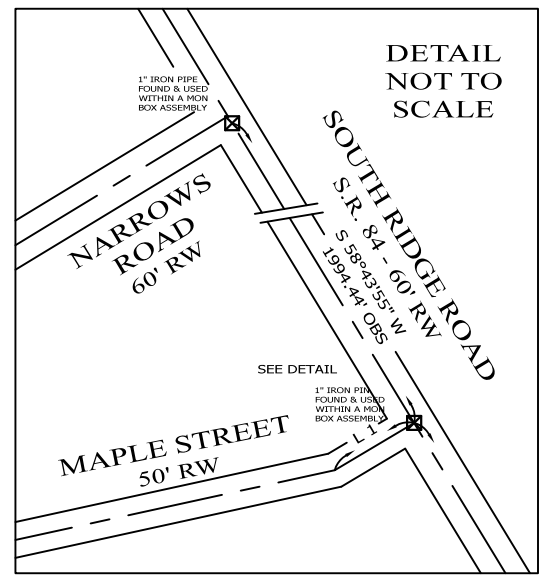 DETAIL
NOT TO
SCALE
1" IRON PIPE
FOUND & USED
WITHIN A MON
BOX ASSEMBLY
SOUTH RIDGE ROAD
S.R. 84 - 60' RW
S 58°43'55" W
1994.44' OBS
NARROWS
ROAD
60' RW
SEE DETAIL
1" IRON PIN
FOUND & USED
WITHIN A MON
BOX ASSEMBLY
L1
MAPLE STREET
50' RW